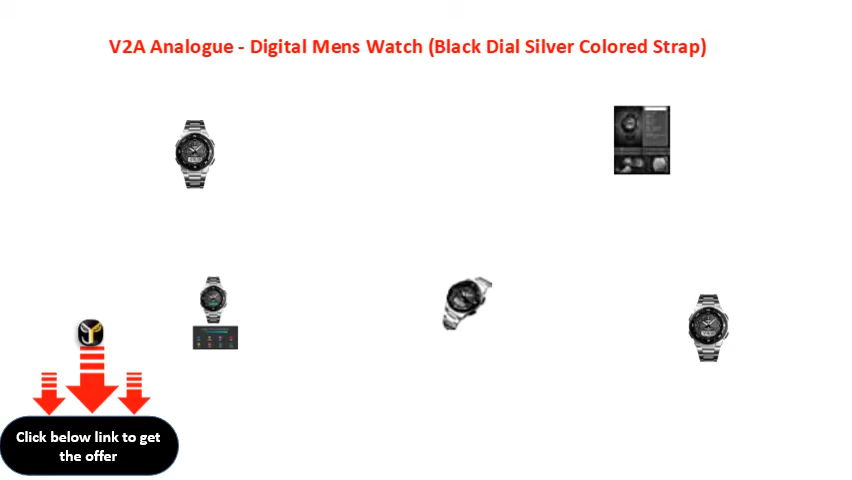 V2A Analogue - Digital Mens Watch (Black Dial Silver Colored Strap)
Click below link to get
the offer